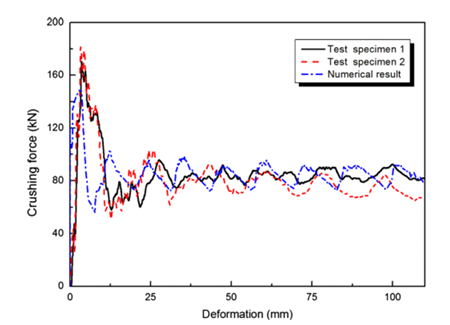 200
160
120
80
40
0
Crushing force (kN)
Test specimen 1
Test specimen 2
Numerical result
0 25 50 75 100
Deformation (mm)